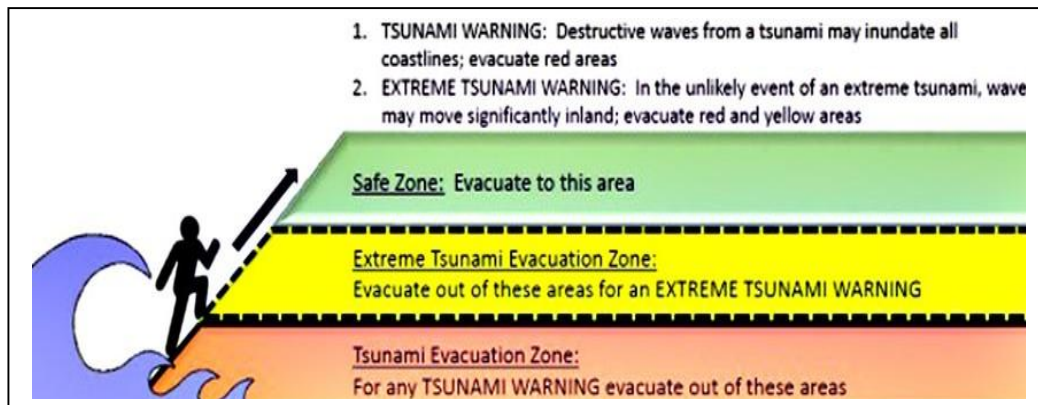 1. TSUNAMI WARNING: Destructive waves from a tsunami may inundate all
coastlines; evacuate red areas
2. EXTREME TSUNAMI WARNING: In the unlikely event of an extreme tsunami, wave
may move significantly inland; evacuate red and yellow areas
Safe Zone: Evacuate to this area
Extreme Tsunami Evacuation Zone:
Evacuate out of these areas for an EXTREME TSUNAMI WARNING
Tsunami Evacuation Zone:
For any TSUNAMI WARNING evacuate out of these areas